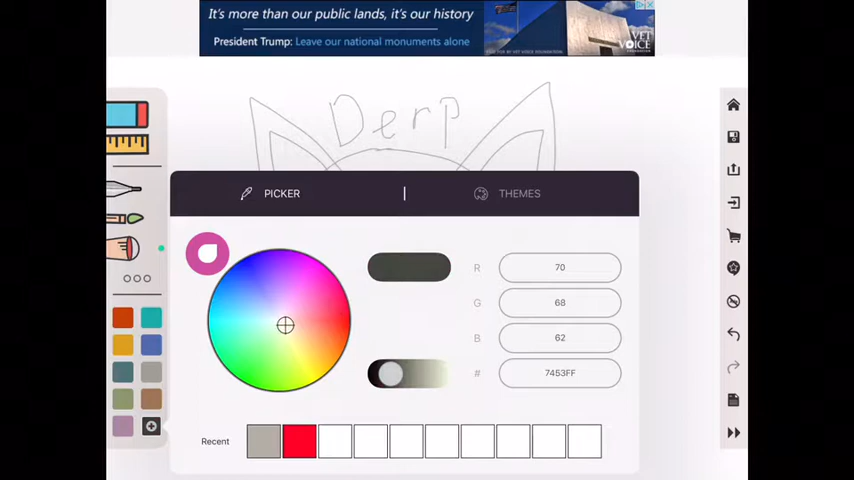 It's more than our public lands, it's our history
President Trump: Leave our national monuments alone
VET
VOICE
FOUNDATION
Derp
PICKER
THEMES
R 70
G 68
B 62
# 7453FF
Recent